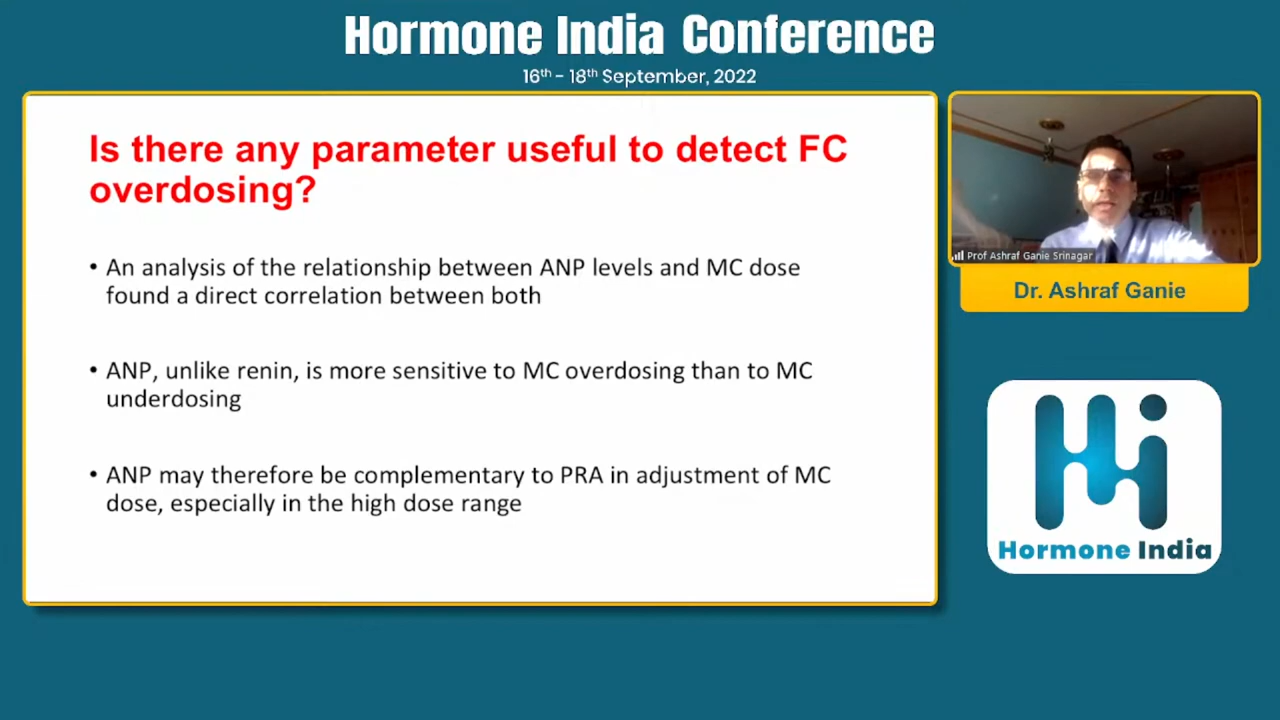 Hormone India Conference
16th - 18th September, 2022
Is there any parameter useful to detect FC
overdosing?
• An analysis of the relationship between ANP levels and MC dose
found a direct correlation between both
• ANP, unlike renin, is more sensitive to MC overdosing than to MC
underdosing
• ANP may therefore be complementary to PRA in adjustment of MC
dose, especially in the high dose range
Prof Ashraf Ganie Srinagar
Dr. Ashraf Ganie
Hormone India